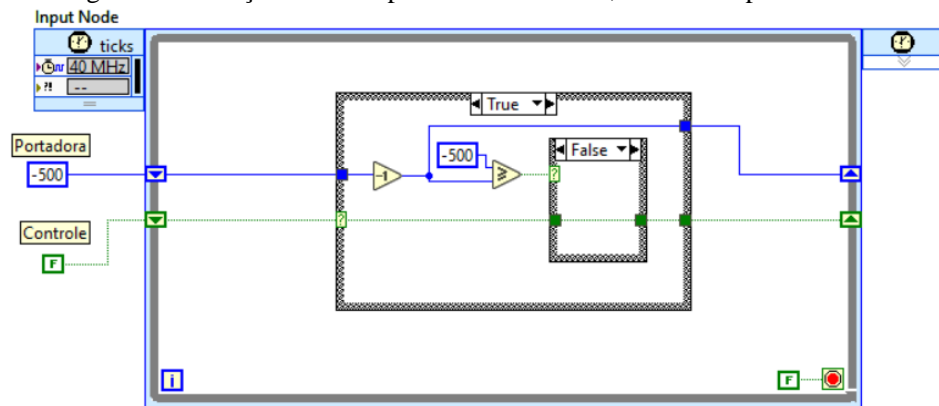 Input Node
ticks
40 MHz
?!
--
True
Portadora
-500
-1
-500
≥
False
?
?
Controle
F
i
F